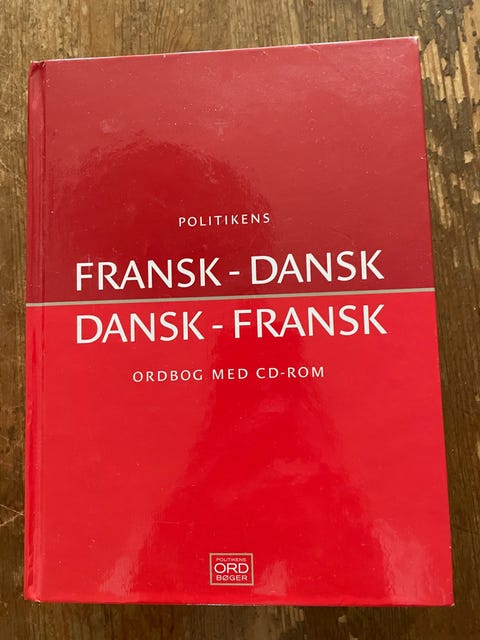 POLITIKENS
FRANSK - DANSK
DANSK - FRANSK
ORDBOG MED CD-ROM
POLITIKENS
ORD
BØGER